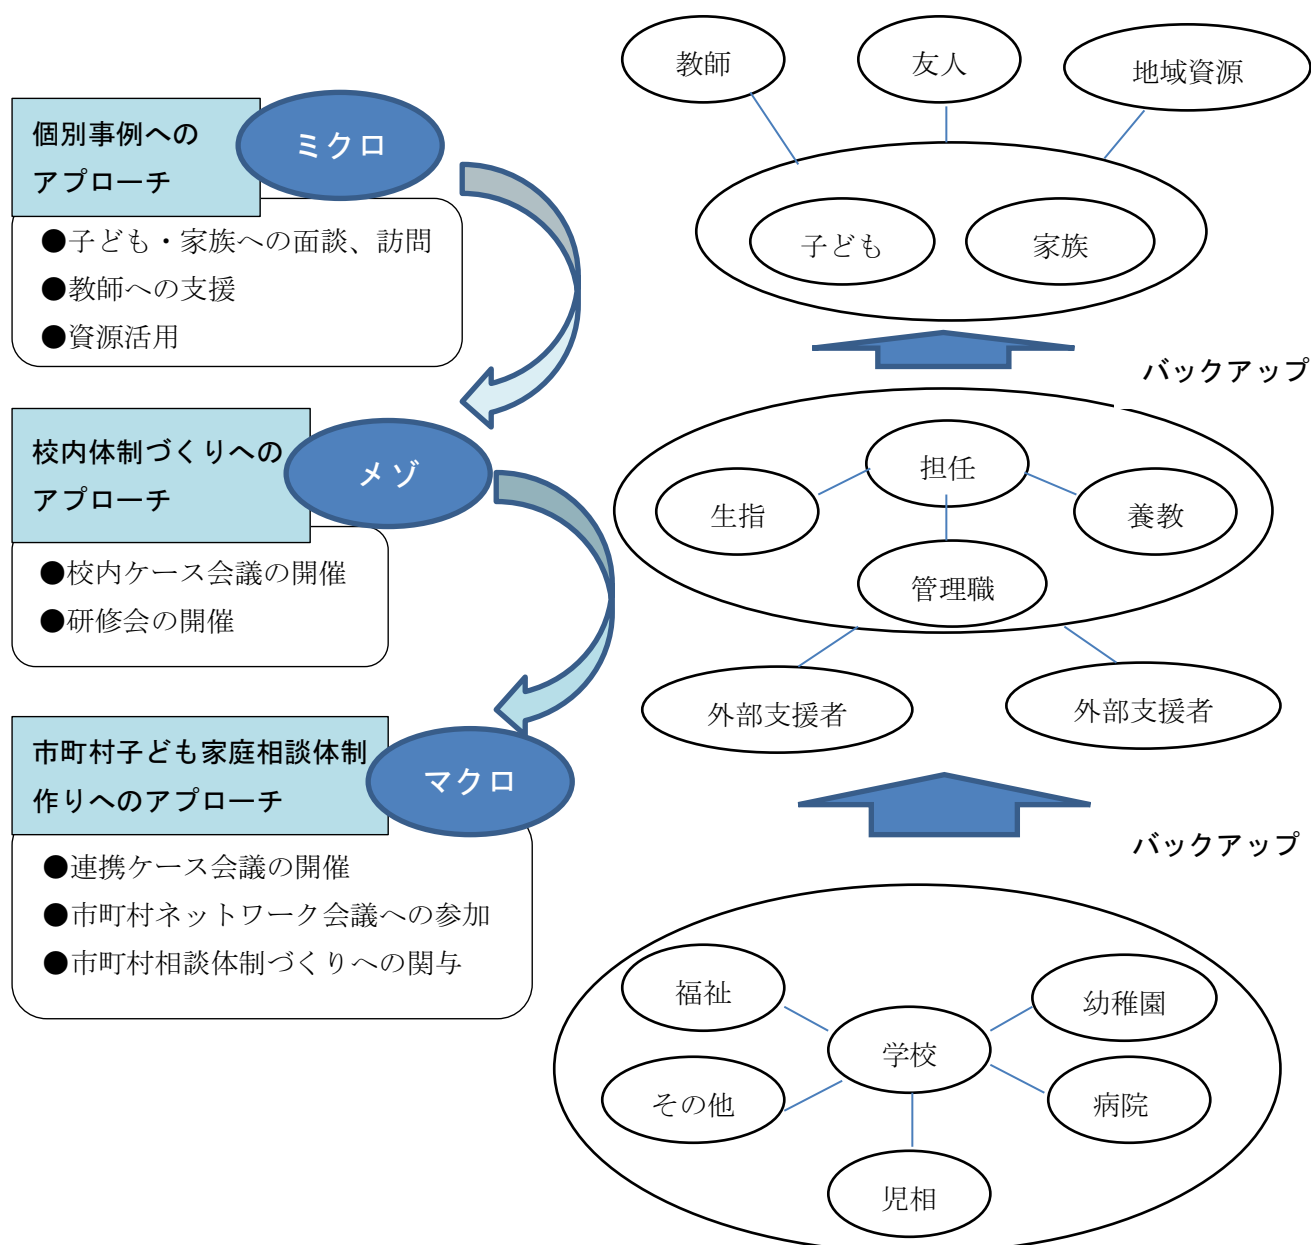 個別事例への
アプローチ
ミクロ
●子ども・家族への面談、訪問
●教師への支援
●資源活用
校内体制づくりへの
アプローチ
メゾ
●校内ケース会議の開催
●研修会の開催
市町村子ども家庭相談体制
作りへのアプローチ
マクロ
●連携ケース会議の開催
●市町村ネットワーク会議への参加
●市町村相談体制づくりへの関与
教師
友人
地域資源
子ども
家族
バックアップ
担任
生指
養教
管理職
外部支援者
外部支援者
バックアップ
福祉
幼稚園
学校
その他
病院
児相